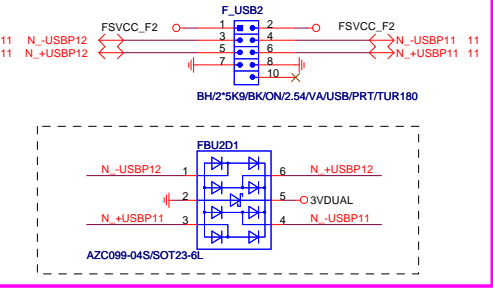 F_USB2
FSVCC_F2 1 2 FSVCC_F2
11 N_-USBP12 3 4 N_-USBP11 11
11 N_+USBP12 5 6 N_+USBP11 11
7 8
10
BH/2*5K9/BK/ON/2.54/VA/USB/PRT/TUR180
FBU2D1
N_-USBP12 1 6 N_+USBP12
2 5 3VDUAL
N_+USBP11 3 4 N_-USBP11
AZC099-04S/SOT23-6L